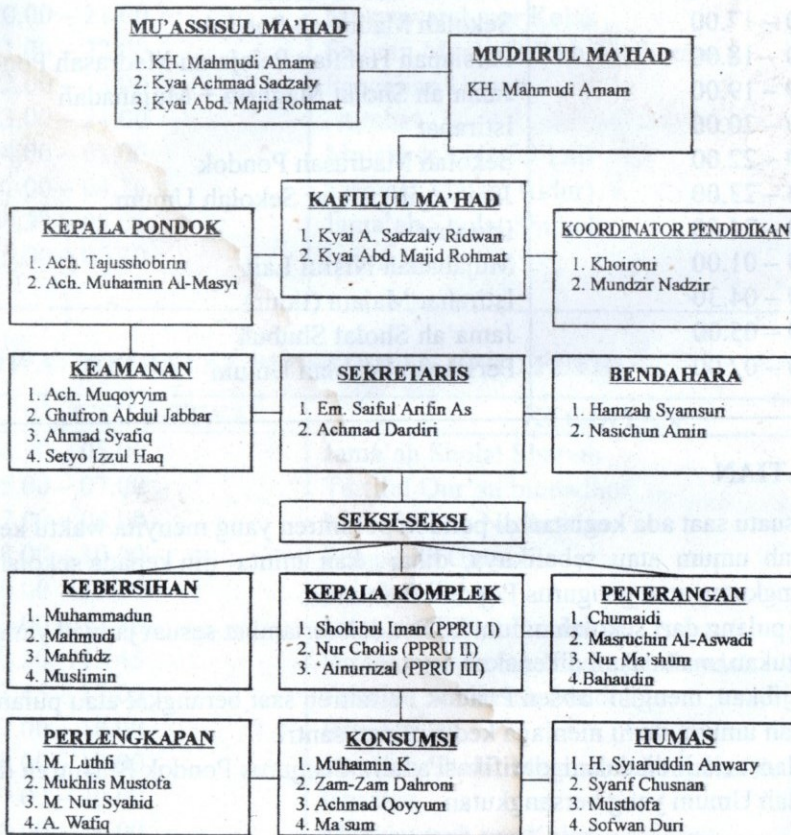 MU'ASSISUL MA'HAD
1. KH. Mahmudi Amam
2. Kyai Achmad Sadzaly
3. Kyai Abd. Majid Rohmat
MUDIIRUL MA'HAD
KH. Mahmudi Amam
KAFIILUL MA'HAD
1. Kyai A. Sadzaly Ridwan
2. Kyai Abd. Majid Rohmat
KEPALA PONDOK
1. Ach. Tajusshobirin
2. Ach. Muhaimin Al-Masyi
KOORDINATOR PENDIDIKAN
1. Khoironi
2. Mundzir Nadzir
KEAMANAN
1. Ach. Muqoyyim
2. Ghufron Abdul Jabbar
3. Ahmad Syafiq
4. Setyo Izzul Haq
SEKRETARIS
1. Em. Saiful Arifin As
2. Achmad Dardiri
BENDAHARA
1. Hamzah Syamsuri
2. Nasichun Amin
SEKSI-SEKSI
KEBERSIHAN
1. Muhammadun
2. Mahmudi
3. Mahfudz
4. Muslimin
KEPALA KOMPLEK
1. Shohibul Iman (PPRU I)
2. Nur Cholis (PPRU II)
3. Ainurrizal (PPRU III)
PENERANGAN
1. Chumaidi
2. Masruchin Al-Aswadi
3. Nur Ma'shum
4. Bahaudin
PERLENGKAPAN
1. M. Luthfi
2. Mukhlis Mustofa
3. M. Nur Syahid
4. A. Wafiq
KONSUMSI
1. Muhaimin K.
2. Zam-Zam Dahroni
3. Achmad Qoyyum
4. Ma'sum
HUMAS
1. H. Syiaruddin Anwary
2. Syarif Chusnan
3. Musthofa
4. Sofwan Duri